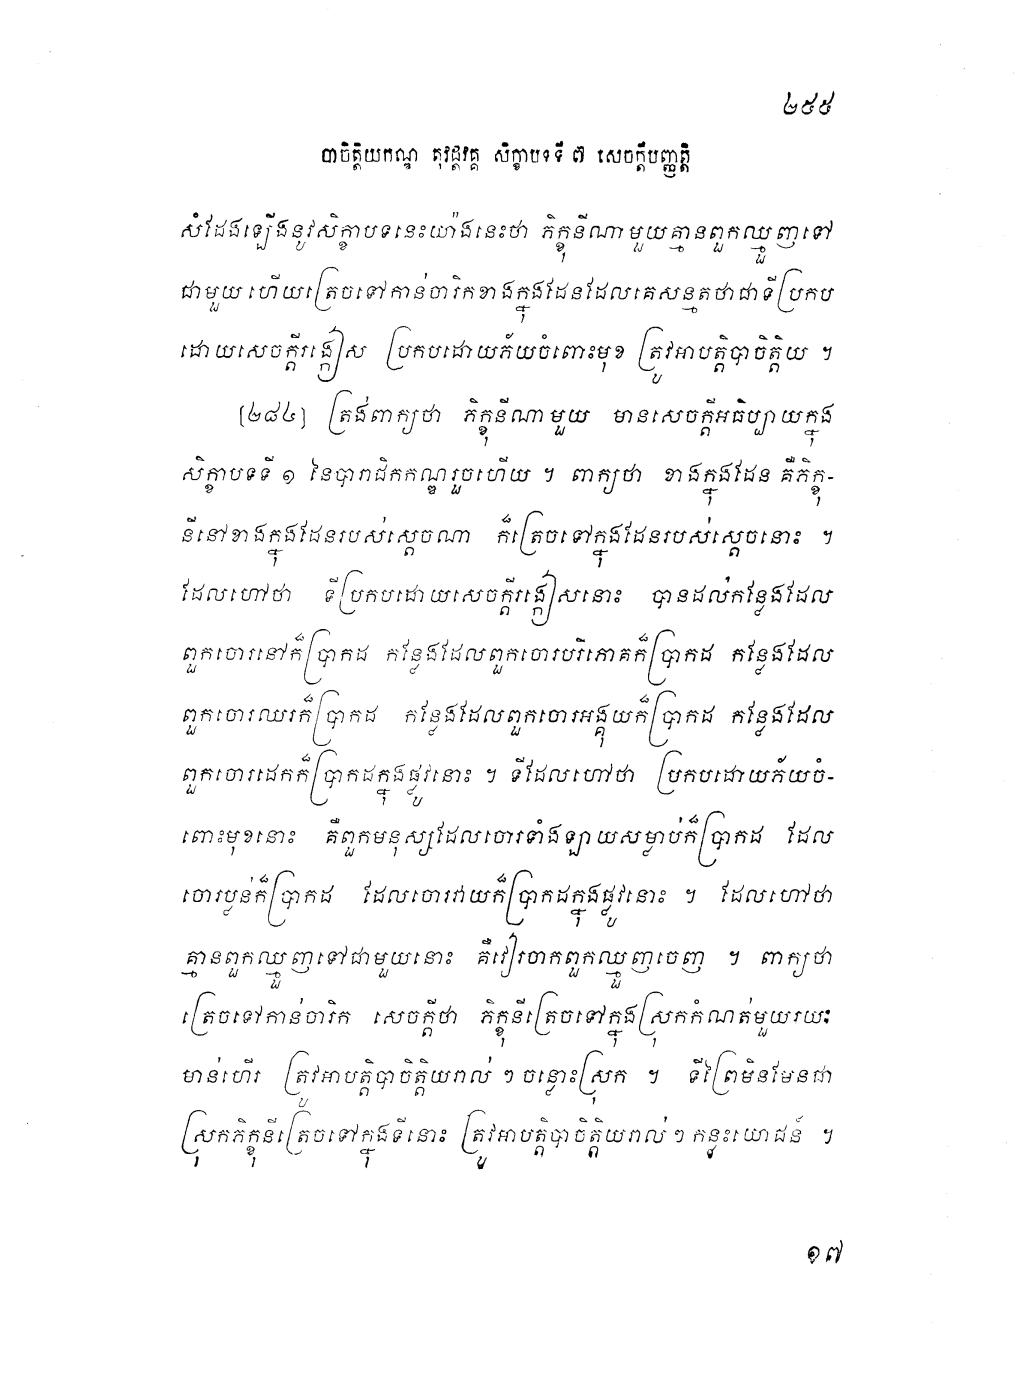 ២៥៥
បាចិត្តិយកណ្ឌ តុវដ្តវគ្គ សិក្ខាបទទី ៧ សេចក្តីបញ្ញត្តិ
សំដែងឡើងនូវសិក្ខាបទនេះយ៉ាងនេះថា ភិក្ខុនីណាមួយគ្មានពួកឈ្មួញទៅ
ជាមួយ ហើយត្រេចទៅកាន់ចារិកខាងក្នុងដែនដែលគេសន្មតថាជាទីប្រកប
ដោយសេចក្តីរង្កៀស ប្រកបដោយភ័យចំពោះមុខ ត្រូវអាបត្តិបាចិត្តិយ ។
[២៨៤] ត្រង់ពាក្យថា ភិក្ខុនីណាមួយ មានសេចក្តីអធិប្បាយក្នុង
សិក្ខាបទទី ១ នៃបារាជិកកណ្ឌរួចហើយ ។ ពាក្យថា ខាងក្នុងដែន គឺភិក្ខុ-
នីនៅខាងក្នុងដែនរបស់ស្តេចណា ក៏ត្រេចទៅក្នុងដែនរបស់ស្តេចនោះ ។
ដែលហៅថា ទីប្រកបដោយសេចក្តីរង្កៀសនោះ បានដល់កន្លែងដែល
ពួកចោរនៅក៏ប្រាកដ កន្លែងដែលពួកចោរបរិភោគក៏ប្រាកដ កន្លែងដែល
ពួកចោរឈរក៏ប្រាកដ កន្លែងដែលពួកចោរអង្គុយក៏ប្រាកដ កន្លែងដែល
ពួកចោរដេកក៏ប្រាកដក្នុងផ្លូវនោះ ។ ទីដែលហៅថា ប្រកបដោយភ័យចំ-
ពោះមុខនោះ គឺពួកមនុស្សដែលចោរទាំងឡាយសម្លាប់ក៏ប្រាកដ ដែល
ចោរប្លន់ក៏ប្រាកដ ដែលចោរវាយក៏ប្រាកដក្នុងផ្លូវនោះ ។ ដែលហៅថា
គ្មានពួកឈ្មួញទៅជាមួយនោះ គឺវៀរចាកពួកឈ្មួញចេញ ។ ពាក្យថា
ត្រេចទៅកាន់ចារិក សេចក្តីថា ភិក្ខុនីត្រេចទៅក្នុងស្រុកកំណត់មួយរយះ
មាន់ហើរ ត្រូវអាបត្តិបាចិត្តិយរាល់ ៗ ចន្លោះស្រុក ។ ទីព្រៃមិនមែនជា
ស្រុកភិក្ខុនីត្រេចទៅក្នុងទីនោះ ត្រូវអាបត្តិបាចិត្តិយរាល់ ៗ កន្លះយោជន៍ ។
១៧